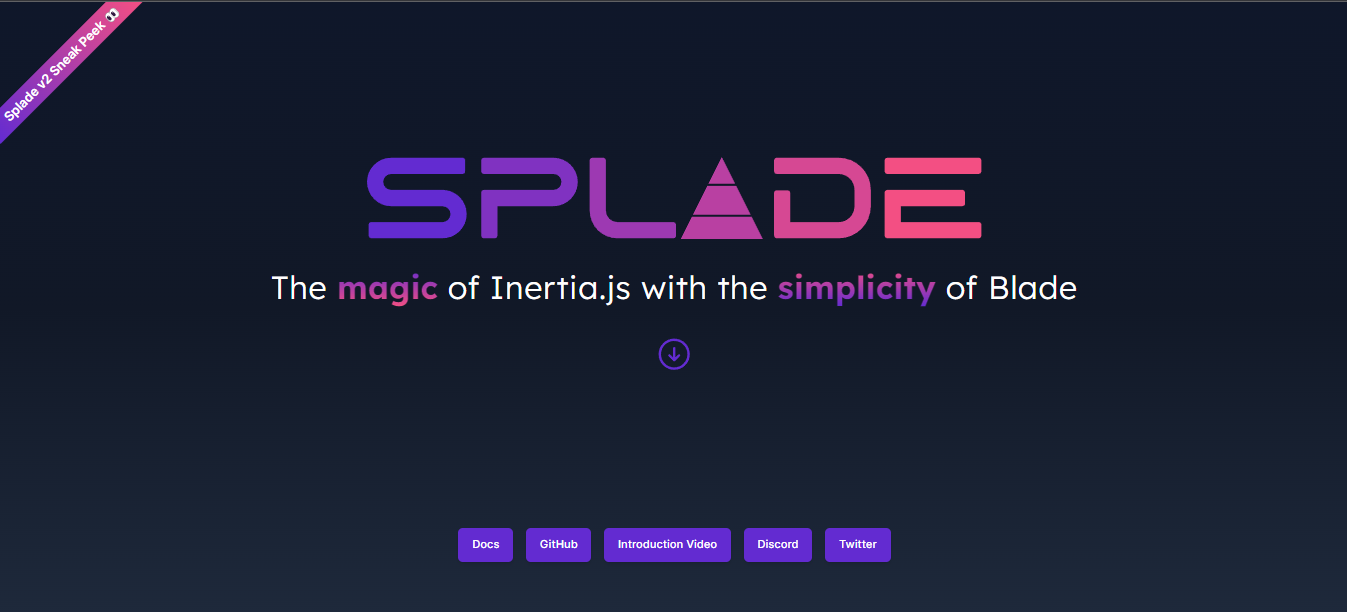 Splade v2 Sneak Peek 👀
SPLADE
The magic of Inertia.js with the simplicity of Blade
Docs GitHub Introduction Video Discord Twitter